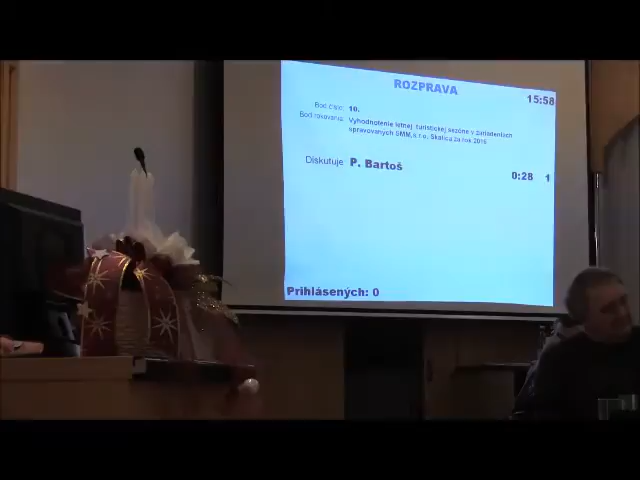 ROZPRAVA
15:58
Bod číslo: 10.
Bod rokovania: Vyhodnotenie letnej turistickej sezóne v zariadeniach
spravovaných SMM,s.r.o. Skalica za rok 2016
Diskutuje P. Bartoš 0:28 1
Prihlásených: 0